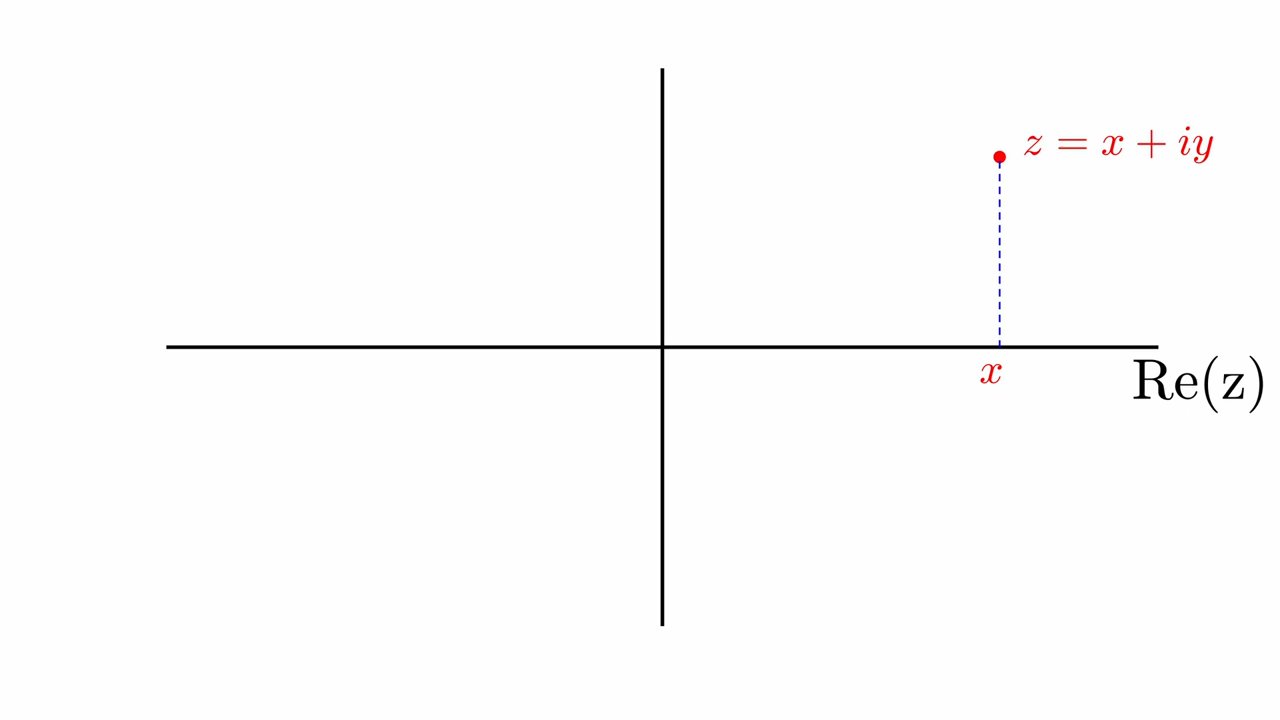 z = x + iy
x
Re(z)